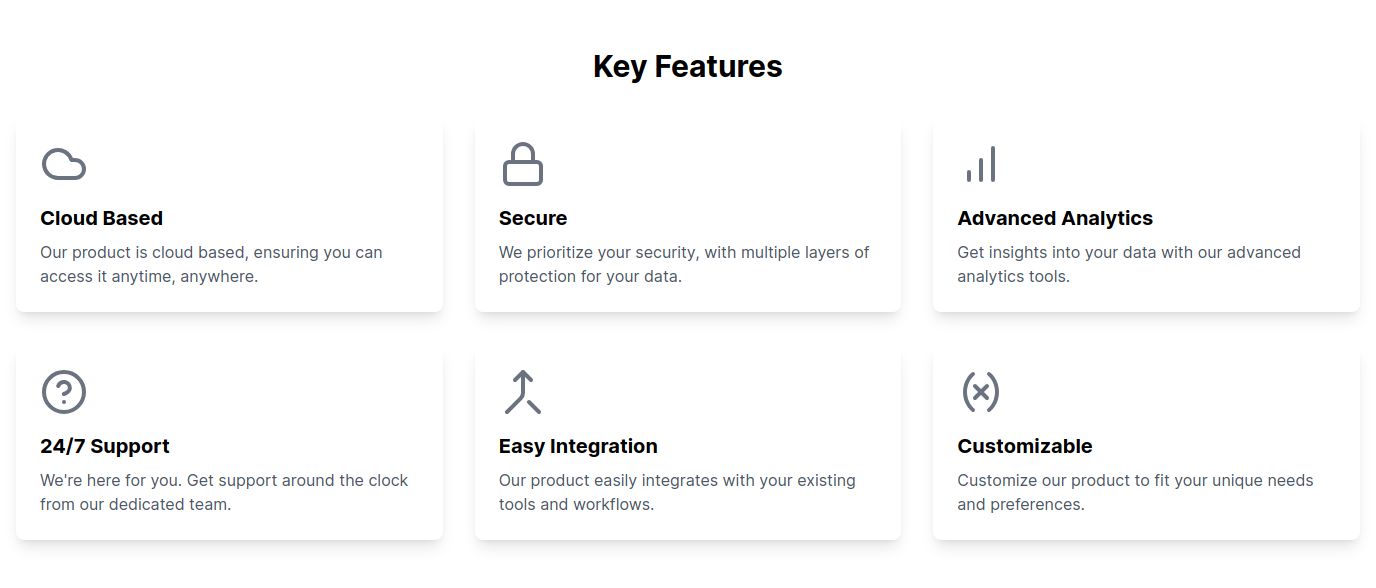 Key Features
Cloud Based
Our product is cloud based, ensuring you can
access it anytime, anywhere.
Secure
We prioritize your security, with multiple layers of
protection for your data.
Advanced Analytics
Get insights into your data with our advanced
analytics tools.
24/7 Support
We're here for you. Get support around the clock
from our dedicated team.
Easy Integration
Our product easily integrates with your existing
tools and workflows.
Customizable
Customize our product to fit your unique needs
and preferences.